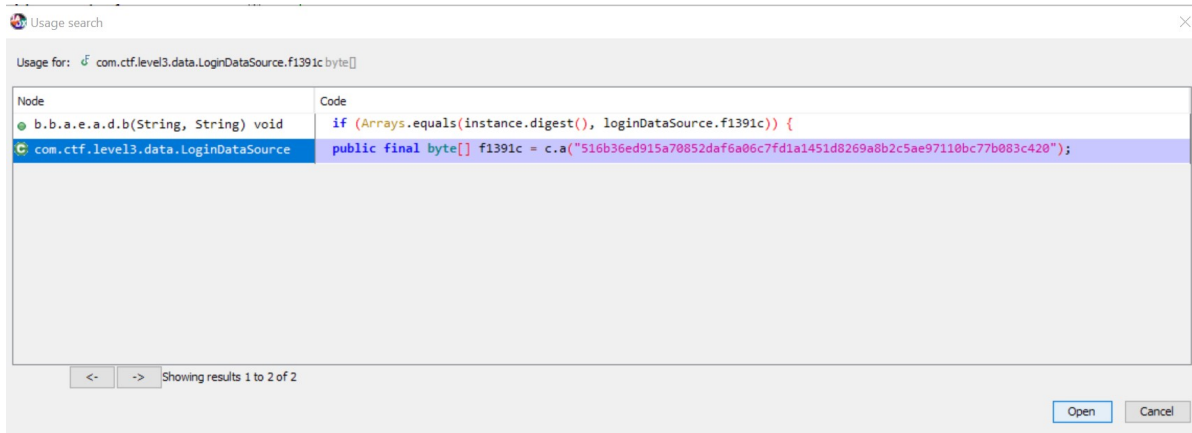 Usage search
Usage for: com.ctf.level3.data.LoginDataSource.f1391c byte[]
Node Code
b.b.a.e.a.d.b(String, String) void if (Arrays.equals(instance.digest(), loginDataSource.f1391c)) {
com.ctf.level3.data.LoginDataSource public final byte[] f1391c = c.a("516b36ed915a70852daf6a06c7fd1a1451d8269a8b2c5ae97110bc77b083c420");
<- -> Showing results 1 to 2 of 2
Open Cancel